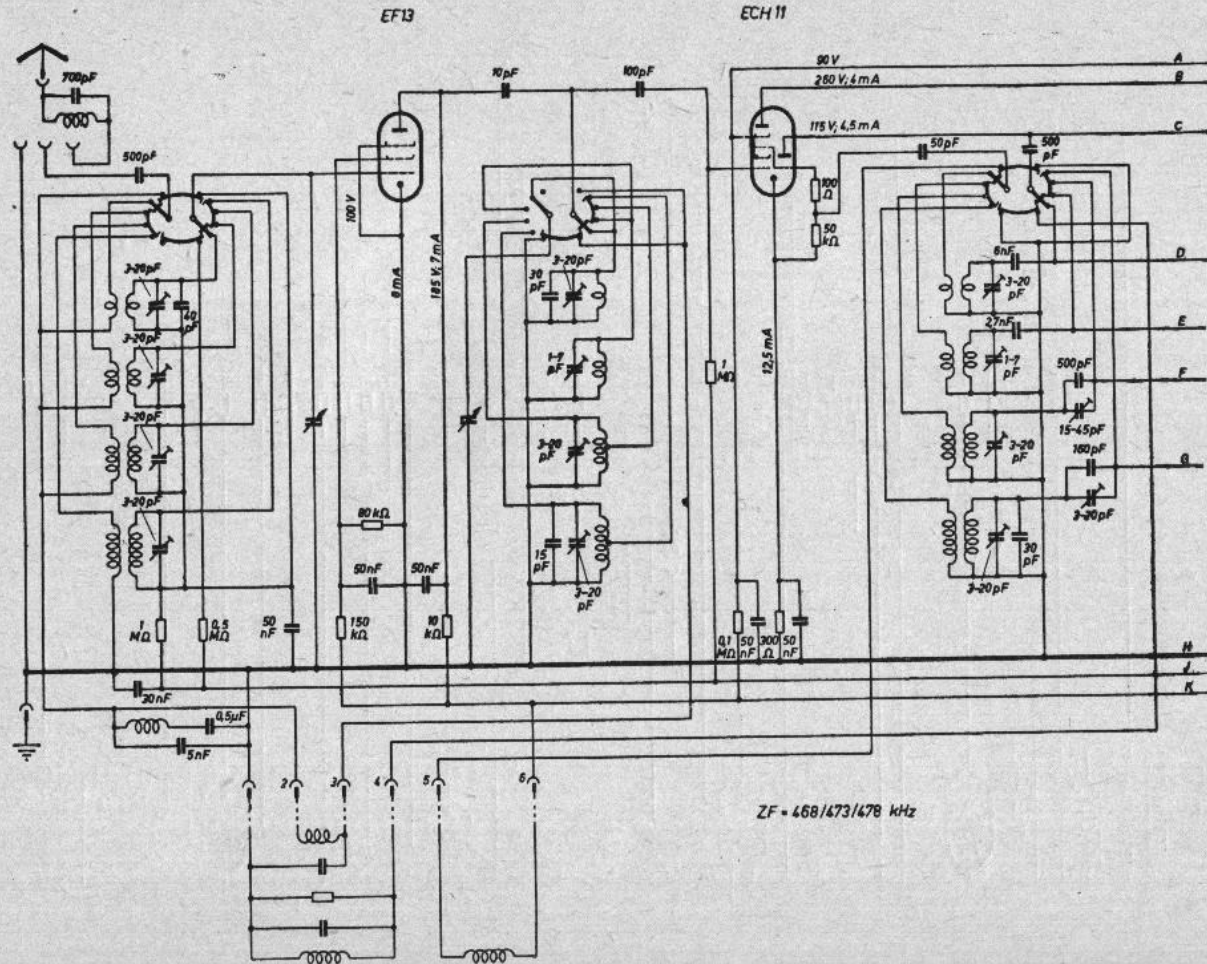 EF13
ECH 11
700pF
500pF
10pF
100pF
90 V
A
260 V; 4 mA
B
115 V; 4,5 mA
C
50pF
500
pF
100
Ω
50
kΩ
100 V
8 mA
185 V; 7 mA
12,5 mA
3-20pF
40
pF
3-20pF
3-20pF
3-20pF
30
pF
3-20pF
1-7
pF
3-20
pF
15
pF
3-20
pF
1
MΩ
6nF
D
3-20
pF
2,7nF
E
1-7
pF
500pF
F
15-45pF
3-20
pF
160pF
G
3-20pF
30
pF
3-20pF
80 kΩ
50nF
50nF
1
MΩ
0,5
MΩ
50
nF
150
kΩ
10
kΩ
0,1
MΩ
50
nF
300
Ω
50
nF
H
J
K
30nF
0,5µF
5nF
2
3
4
5
6
ZF = 468/473/478 kHz